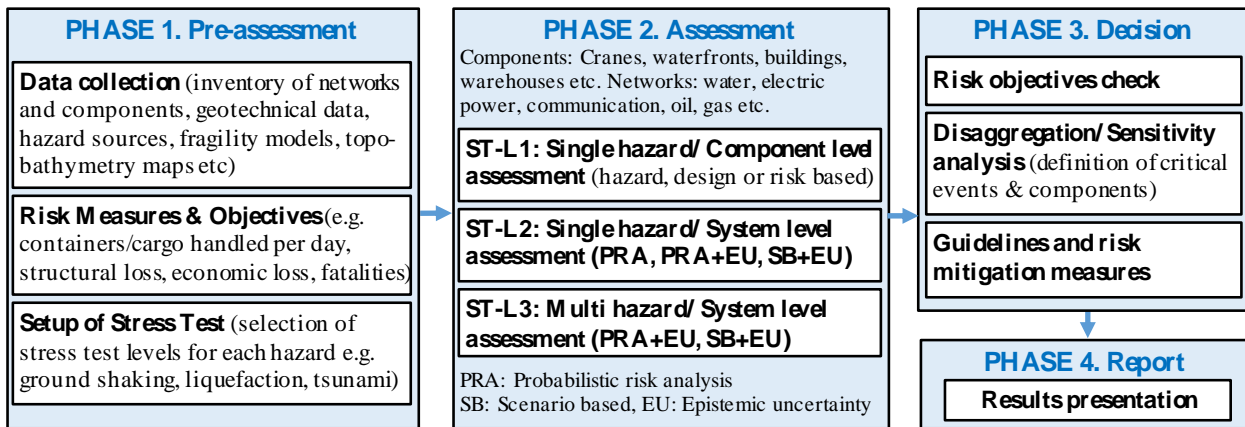 PHASE 1. Pre-assessment
Data collection (inventory of networks
and components, geotechnical data,
hazard sources, fragility models, topo-
bathymetry maps etc)
Risk Measures & Objectives(e.g.
containers/cargo handled per day,
structural loss, economic loss, fatalities)
Setup of Stress Test (selection of
stress test levels for each hazard e.g.
ground shaking, liquefaction, tsunami)
PHASE 2. Assessment
Components: Cranes, waterfronts, buildings,
warehouses etc. Networks: water, electric
power, communication, oil, gas etc.
ST-L1: Single hazard/ Component level
assessment (hazard, design or risk based)
ST-L2: Single hazard/ System level
assessment (PRA, PRA+EU, SB+EU)
ST-L3: Multi hazard/ System level
assessment (PRA+EU, SB+EU)
PRA: Probabilistic risk analysis
SB: Scenario based, EU: Epistemic uncertainty
PHASE 3. Decision
Risk objectives check
Disaggregation/ Sensitivity
analysis (definition of critical
events & components)
Guidelines and risk
mitigation measures
PHASE 4. Report
Results presentation